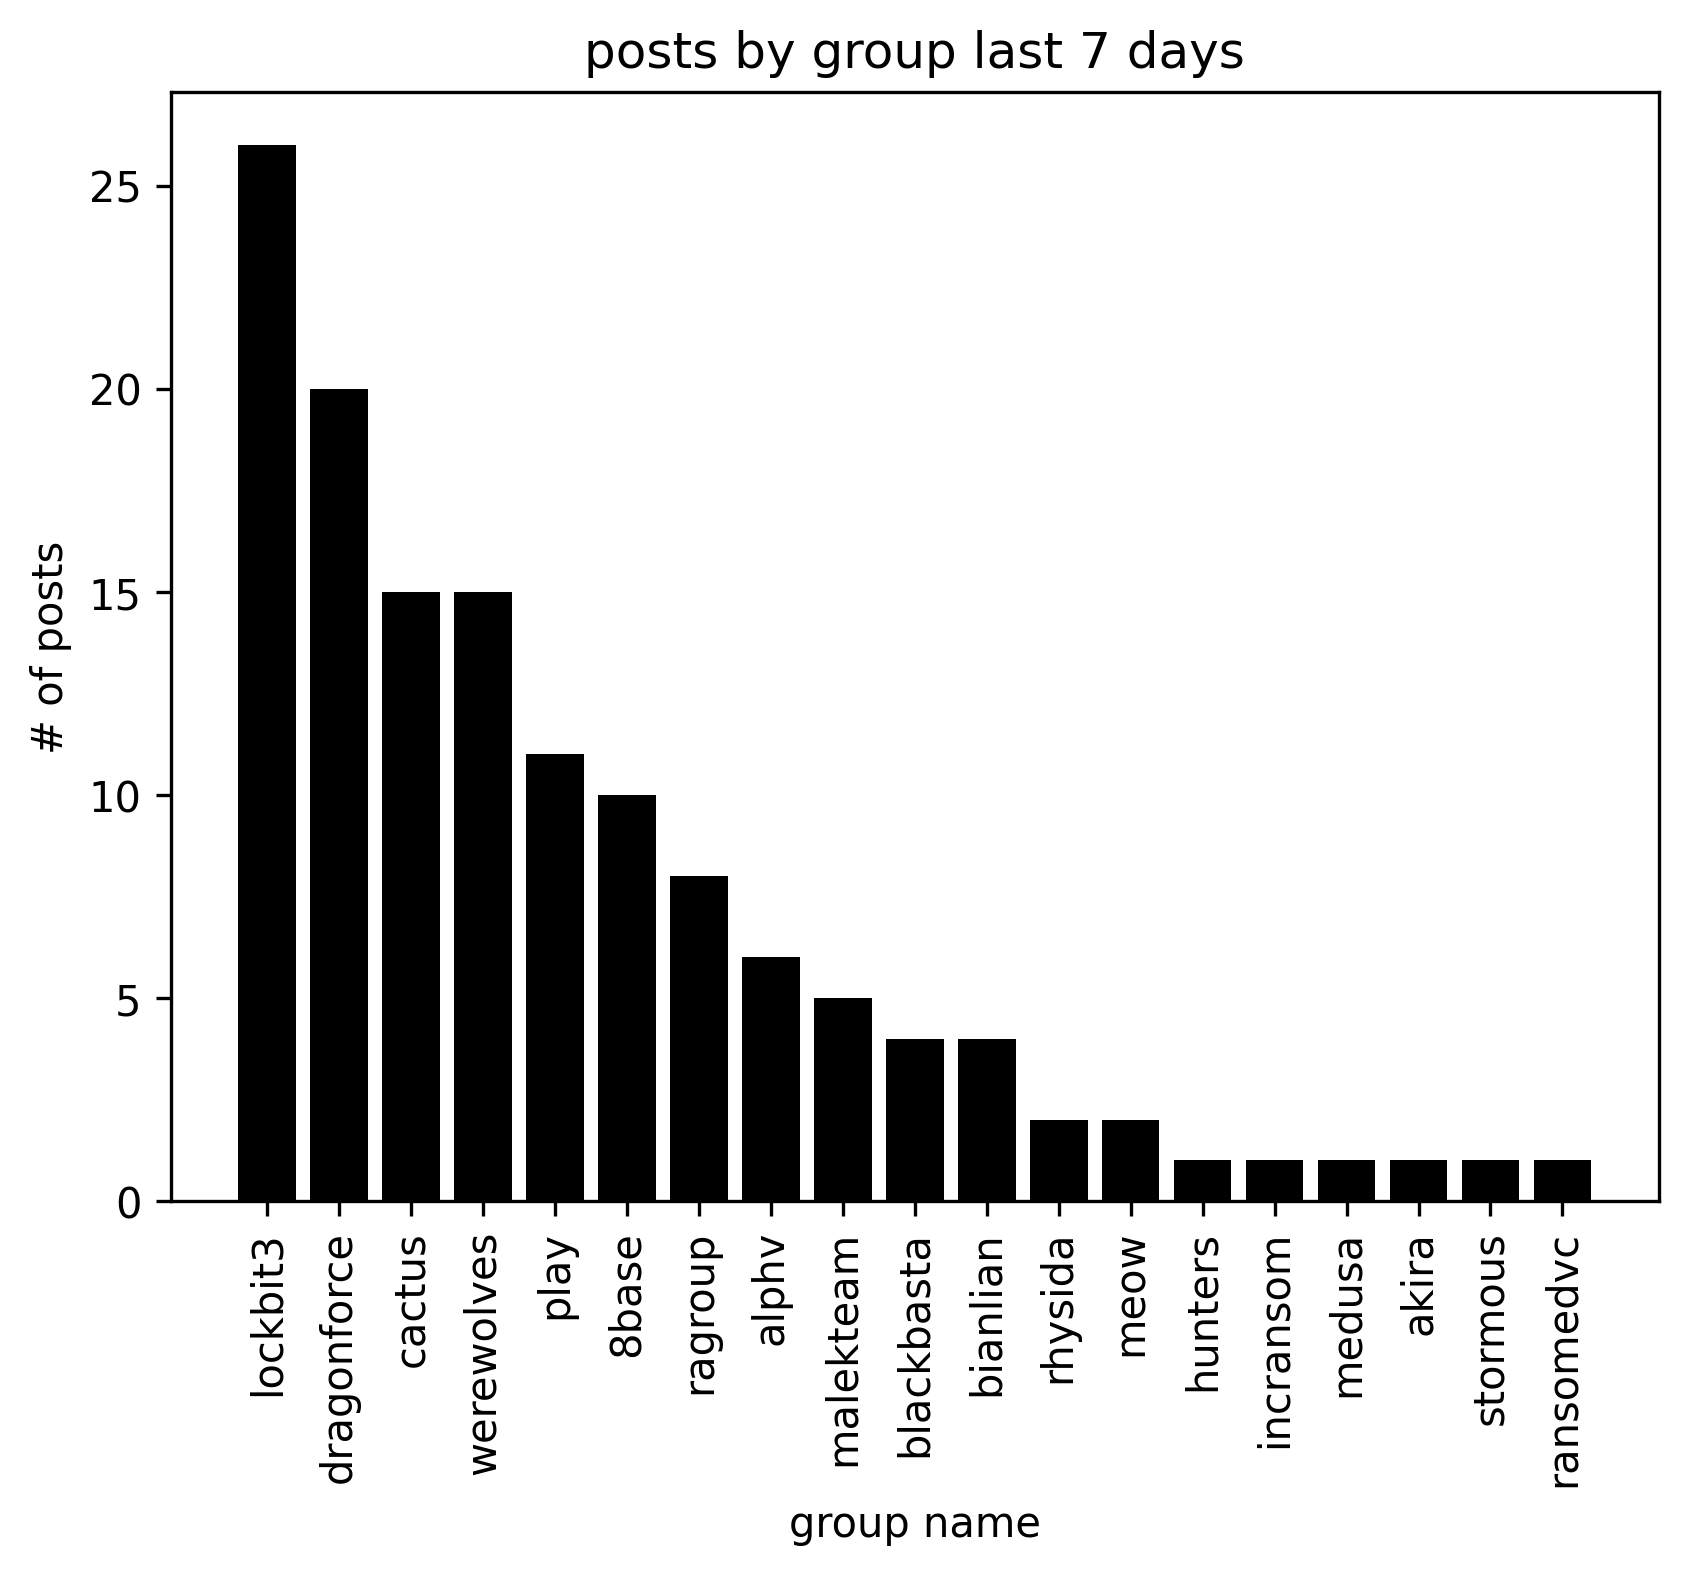 posts by group last 7 days
# of posts
25
20
15
10
5
0
lockbit3
dragonforce
cactus
werewolves
play
8base
ragroup
alphv
malekteam
blackbasta
bianlian
rhysida
meow
hunters
incransom
medusa
akira
stormous
ransomedvc
group name